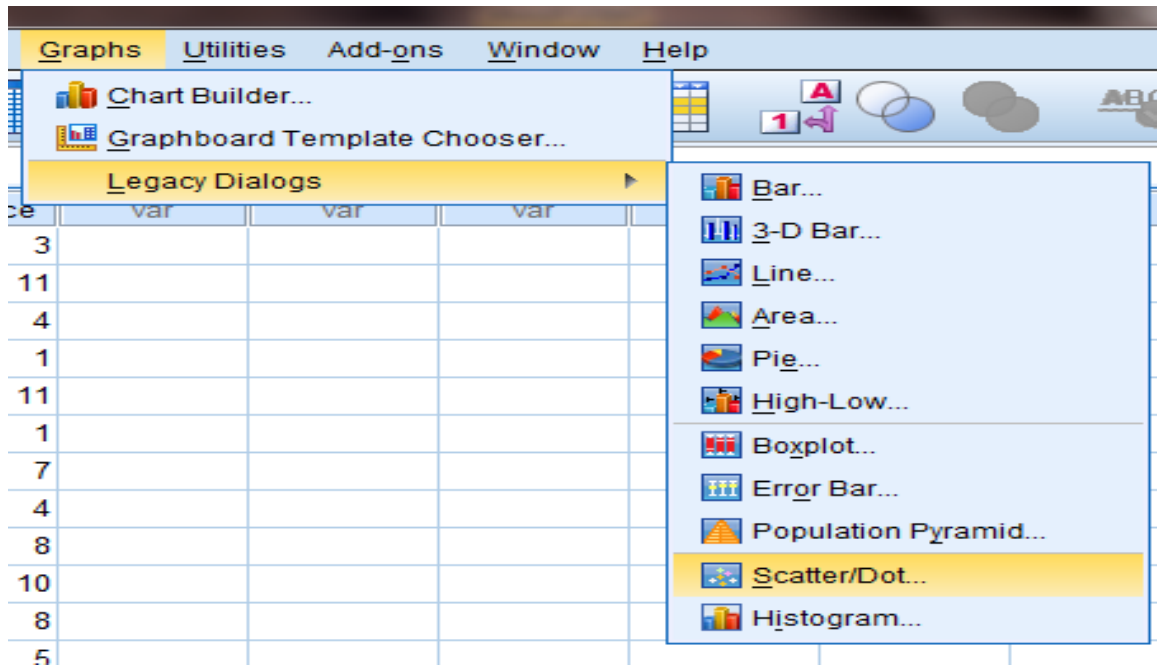 Graphs Utilities Add-ons Window Help
Chart Builder...
Graphboard Template Chooser...
Legacy Dialogs
Bar...
3-D Bar...
Line...
Area...
Pie...
High-Low...
Boxplot...
Error Bar...
Population Pyramid...
Scatter/Dot...
Histogram...
A
1
var var var
3
11
4
1
11
1
7
4
8
10
8
5